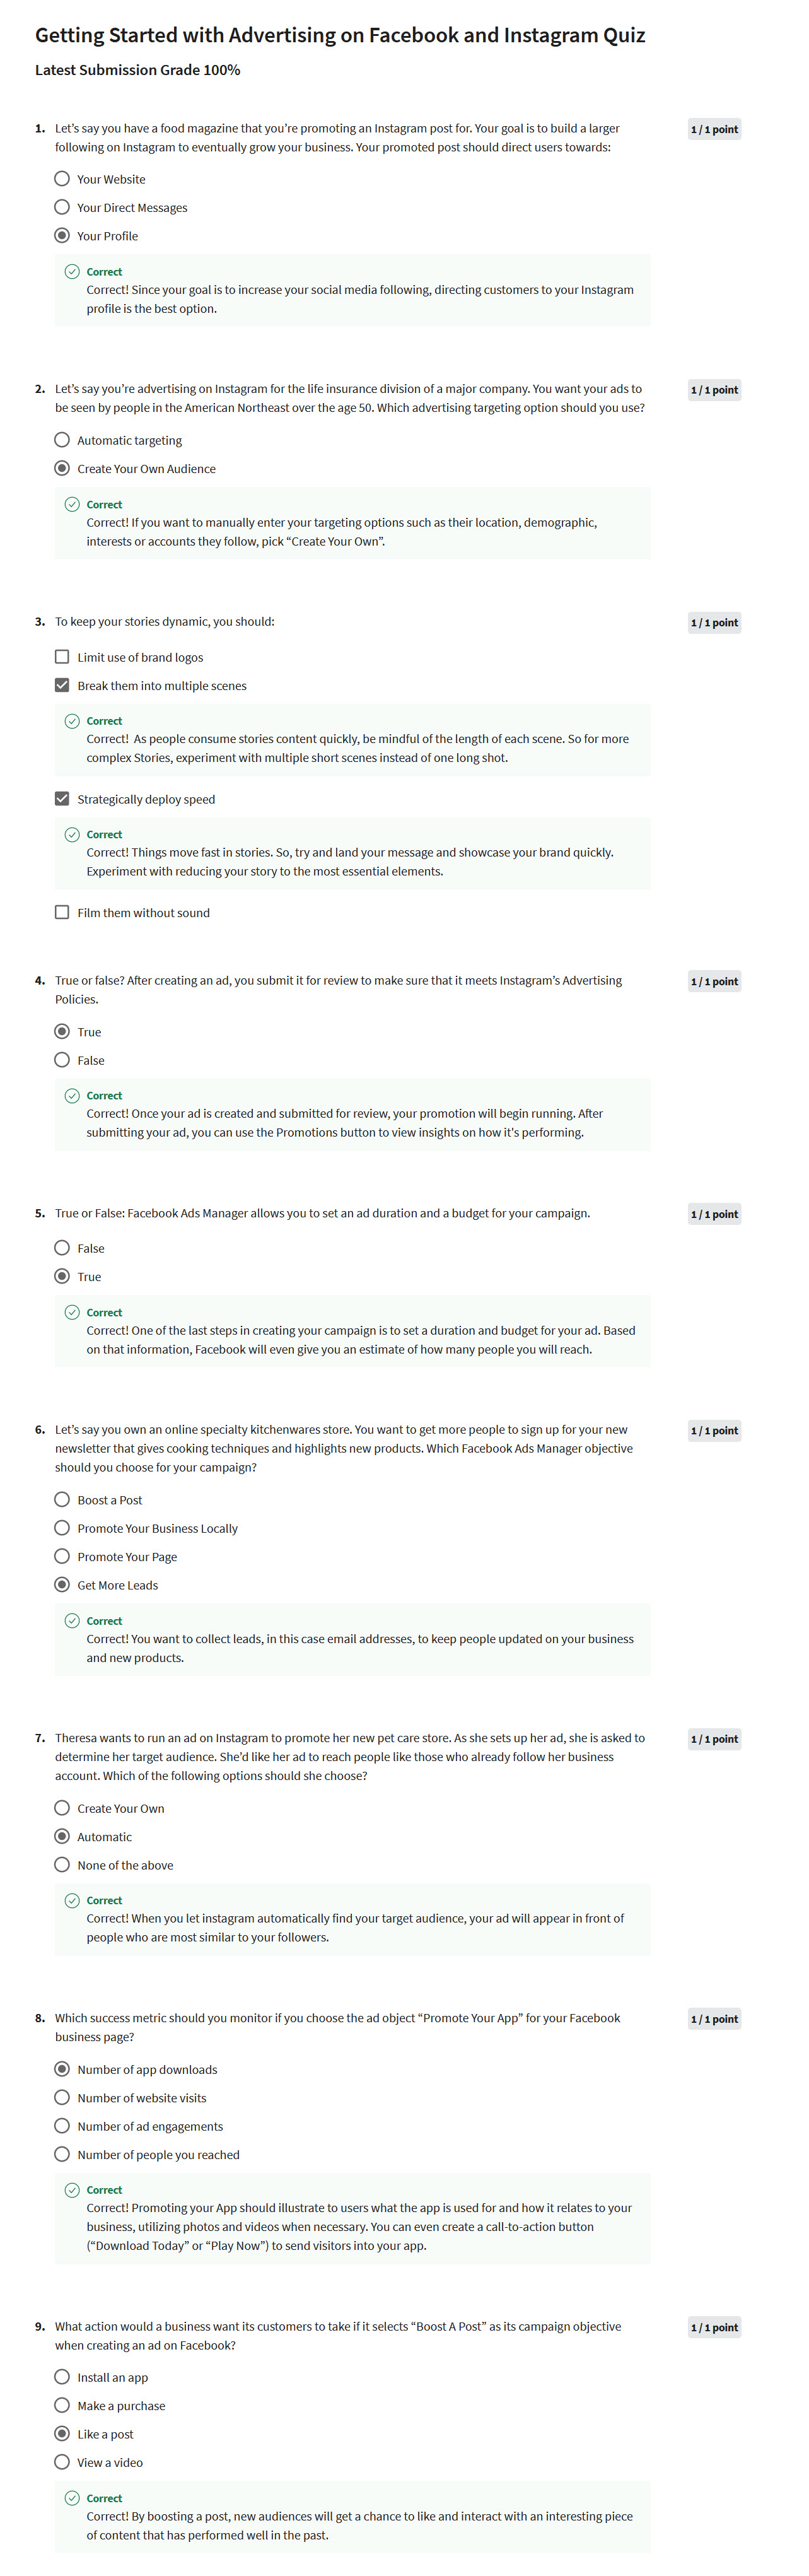 Getting Started with Advertising on Facebook and Instagram Quiz
Latest Submission Grade 100%
1. Let’s say you have a food magazine that you’re promoting an Instagram post for. Your goal is to build a larger
following on Instagram to eventually grow your business. Your promoted post should direct users towards:
1 / 1 point
Your Website
Your Direct Messages
Your Profile
Correct
Correct! Since your goal is to increase your social media following, directing customers to your Instagram
profile is the best option.
2. Let’s say you’re advertising on Instagram for the life insurance division of a major company. You want your ads to
be seen by people in the American Northeast over the age 50. Which advertising targeting option should you use?
1 / 1 point
Automatic targeting
Create Your Own Audience
Correct
Correct! If you want to manually enter your targeting options such as their location, demographic,
interests or accounts they follow, pick “Create Your Own”.
3. To keep your stories dynamic, you should:
1 / 1 point
Limit use of brand logos
Break them into multiple scenes
Correct
Correct!  As people consume stories content quickly, be mindful of the length of each scene. So for more
complex Stories, experiment with multiple short scenes instead of one long shot.
Strategically deploy speed
Correct
Correct! Things move fast in stories. So, try and land your message and showcase your brand quickly.
Experiment with reducing your story to the most essential elements.
Film them without sound
4. True or false? After creating an ad, you submit it for review to make sure that it meets Instagram’s Advertising
Policies.
1 / 1 point
True
False
Correct
Correct! Once your ad is created and submitted for review, your promotion will begin running. After
submitting your ad, you can use the Promotions button to view insights on how it's performing.
5. True or False: Facebook Ads Manager allows you to set an ad duration and a budget for your campaign.
1 / 1 point
False
True
Correct
Correct! One of the last steps in creating your campaign is to set a duration and budget for your ad. Based
on that information, Facebook will even give you an estimate of how many people you will reach.
6. Let’s say you own an online specialty kitchenwares store. You want to get more people to sign up for your new
newsletter that gives cooking techniques and highlights new products. Which Facebook Ads Manager objective
should you choose for your campaign?
1 / 1 point
Boost a Post
Promote Your Business Locally
Promote Your Page
Get More Leads
Correct
Correct! You want to collect leads, in this case email addresses, to keep people updated on your business
and new products.
7. Theresa wants to run an ad on Instagram to promote her new pet care store. As she sets up her ad, she is asked to
determine her target audience. She’d like her ad to reach people like those who already follow her business
account. Which of the following options should she choose?
1 / 1 point
Create Your Own
Automatic
None of the above
Correct
Correct! When you let instagram automatically find your target audience, your ad will appear in front of
people who are most similar to your followers.
8. Which success metric should you monitor if you choose the ad object “Promote Your App” for your Facebook
business page?
1 / 1 point
Number of app downloads
Number of website visits
Number of ad engagements
Number of people you reached
Correct
Correct! Promoting your App should illustrate to users what the app is used for and how it relates to your
business, utilizing photos and videos when necessary. You can even create a call-to-action button
(“Download Today” or “Play Now”) to send visitors into your app.
9. What action would a business want its customers to take if it selects “Boost A Post” as its campaign objective
when creating an ad on Facebook?
1 / 1 point
Install an app
Make a purchase
Like a post
View a video
Correct
Correct! By boosting a post, new audiences will get a chance to like and interact with an interesting piece
of content that has performed well in the past.